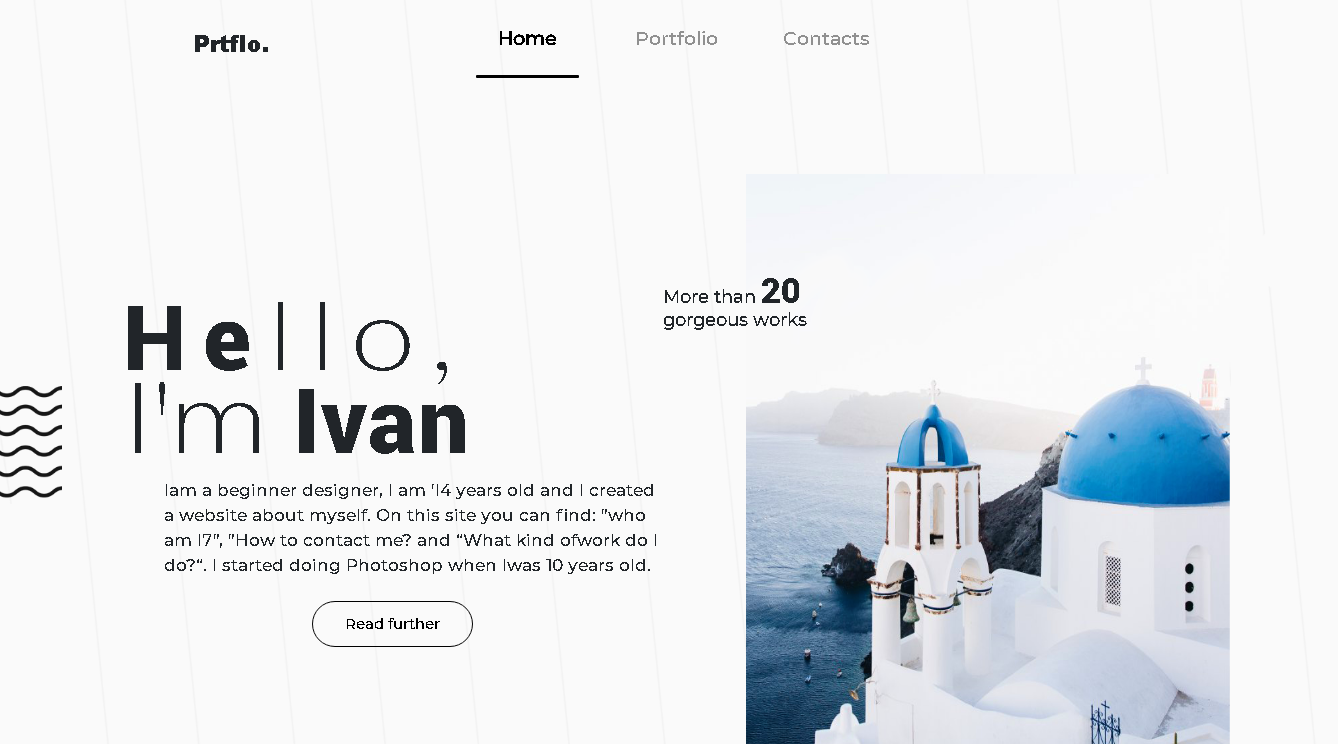 Prtflo.
Home
Portfolio
Contacts
More than 20
gorgeous works
Hello,
I'm Ivan
Iam a beginner designer, I am 'I4 years old and I created
a website about myself. On this site you can find: "who
am I7", "How to contact me? and “What kind ofwork do I
do?“. I started doing Photoshop when Iwas 10 years old.
Read further